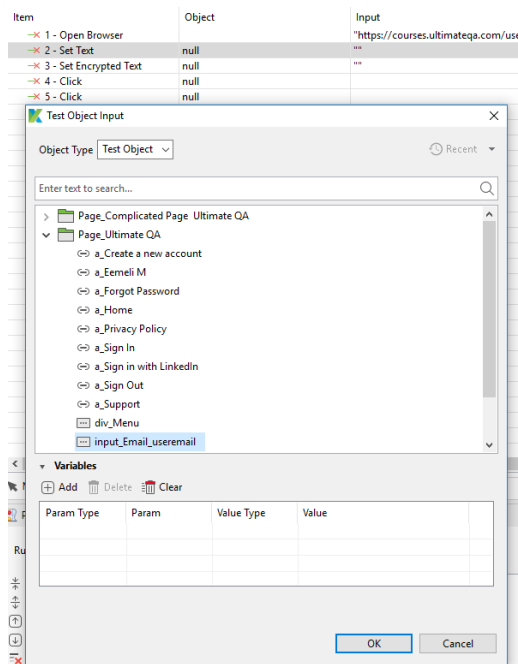 Item Object Input
1 - Open Browser "https://courses.ultimateqa.com/use
2 - Set Text null ""
3 - Set Encrypted Text null ""
4 - Click null
5 - Click null
Test Object Input
Object Type Test Object Recent
Enter text to search...
Page_Complicated Page Ultimate QA
Page_Ultimate QA
a_Create a new account
a_Eemeli M
a_Forgot Password
a_Home
a_Privacy Policy
a_Sign In
a_Sign in with LinkedIn
a_Sign Out
a_Support
div_Menu
input_Email_useremail
Variables
Add Delete Clear
Param Type Param Value Type Value
Ru
OK Cancel